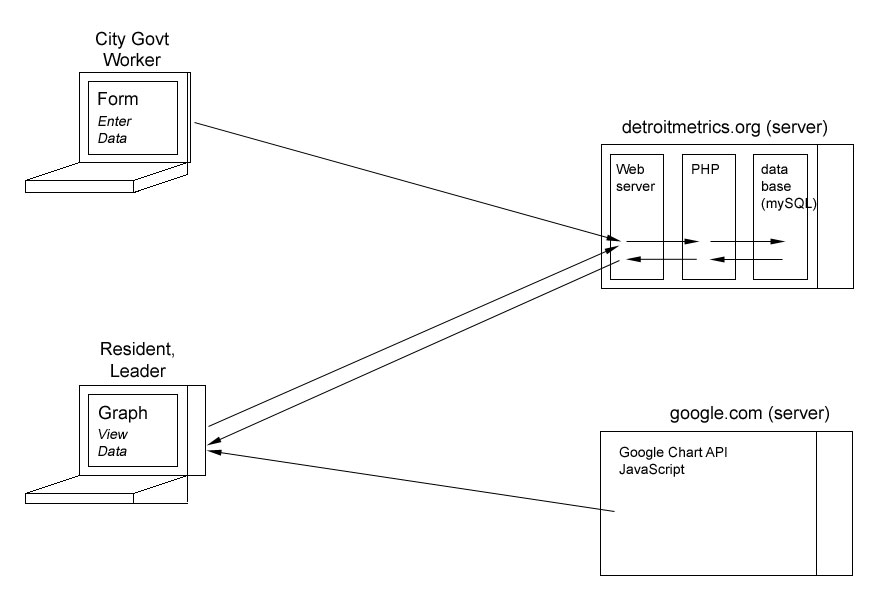 City Govt
Worker
Form
Enter
Data
detroitmetrics.org (server)
Web
server
PHP
data
base
(mySQL)
Resident,
Leader
Graph
View
Data
google.com (server)
Google Chart API
JavaScript